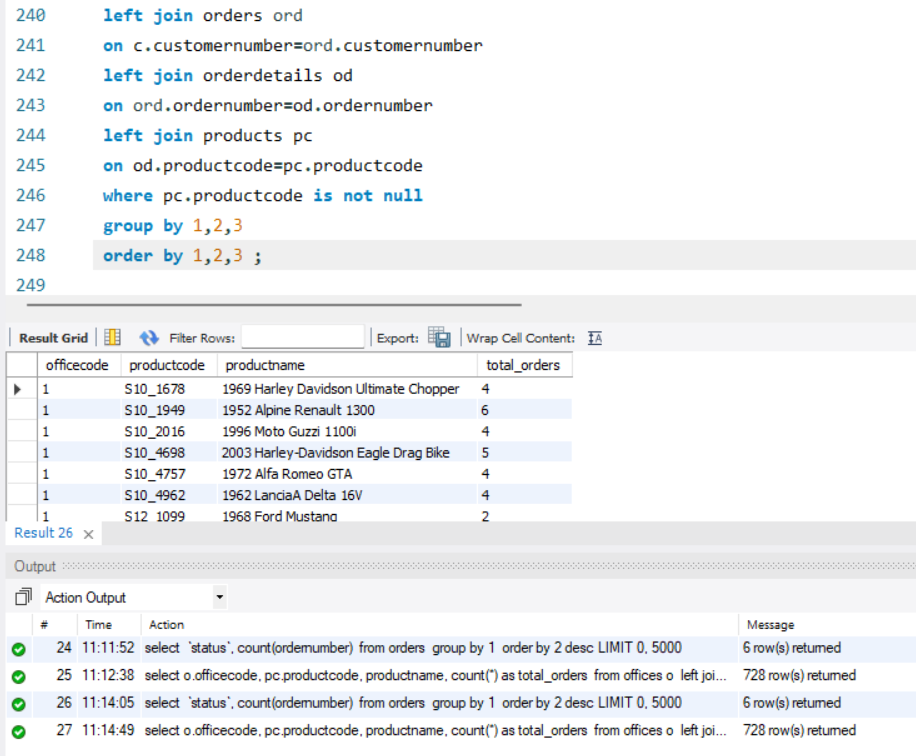 240 left join orders ord
241 on c.customernumber=ord.customernumber
242 left join orderdetails od
243 on ord.ordernumber=od.ordernumber
244 left join products pc
245 on od.productcode=pc.productcode
246 where pc.productcode is not null
247 group by 1,2,3
248 order by 1,2,3 ;
249
Result Grid Filter Rows: Export: Wrap Cell Content:
officecode productcode productname total_orders
1 S10_1678 1969 Harley Davidson Ultimate Chopper 4
1 S10_1949 1952 Alpine Renault 1300 6
1 S10_2016 1996 Moto Guzzi 1100i 4
1 S10_4698 2003 Harley-Davidson Eagle Drag Bike 5
1 S10_4757 1972 Alfa Romeo GTA 4
1 S10_4962 1962 LanciaA Delta 16V 4
1 S12_1099 1968 Ford Mustang 2
Result 26
Output
Action Output
# Time Action Message
24 11:11:52 select `status`, count(ordernumber) from orders group by 1 order by 2 desc LIMIT 0, 5000 6 row(s) returned
25 11:12:38 select o.officecode, pc.productcode, productname, count(*) as total_orders from offices o left joi... 728 row(s) returned
26 11:14:05 select `status`, count(ordernumber) from orders group by 1 order by 2 desc LIMIT 0, 5000 6 row(s) returned
27 11:14:49 select o.officecode, pc.productcode, productname, count(*) as total_orders from offices o left joi... 728 row(s) returned